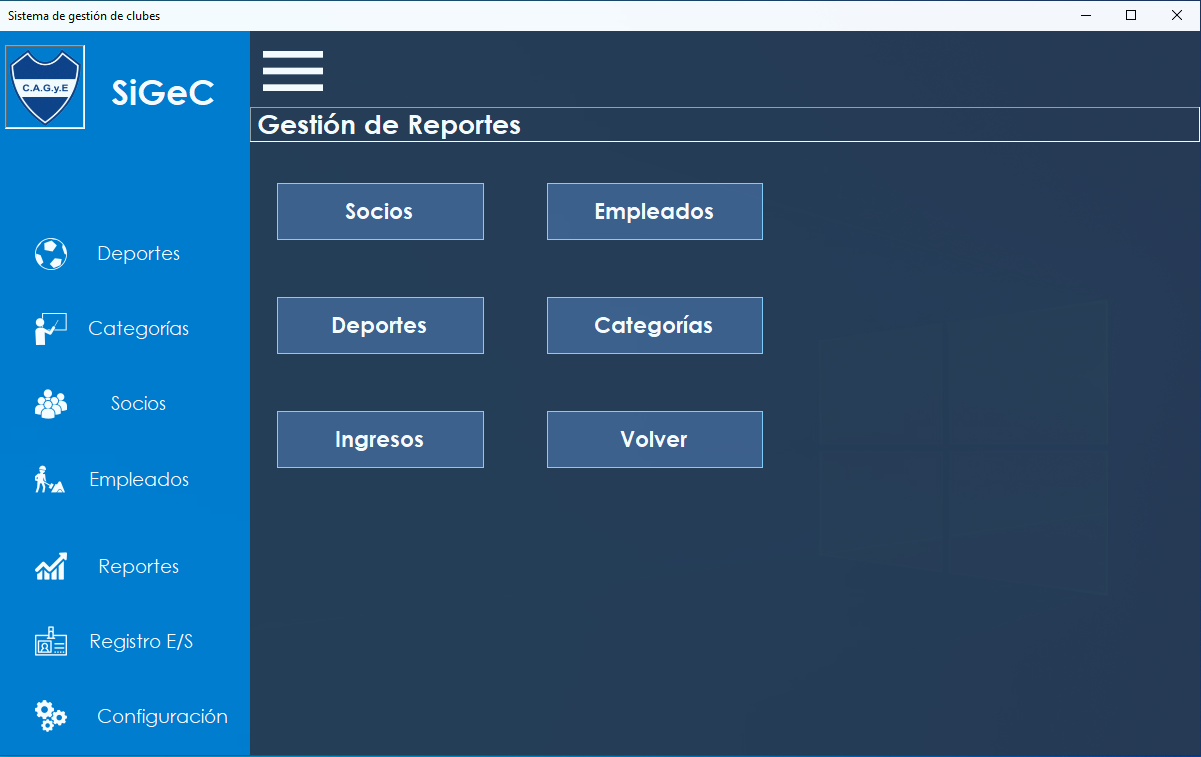 Sistema de gestión de clubes
C.A.G.y.E
SiGeC
Deportes
Categorías
Socios
Empleados
Reportes
Registro E/S
Configuración
Gestión de Reportes
Socios
Empleados
Deportes
Categorías
Ingresos
Volver